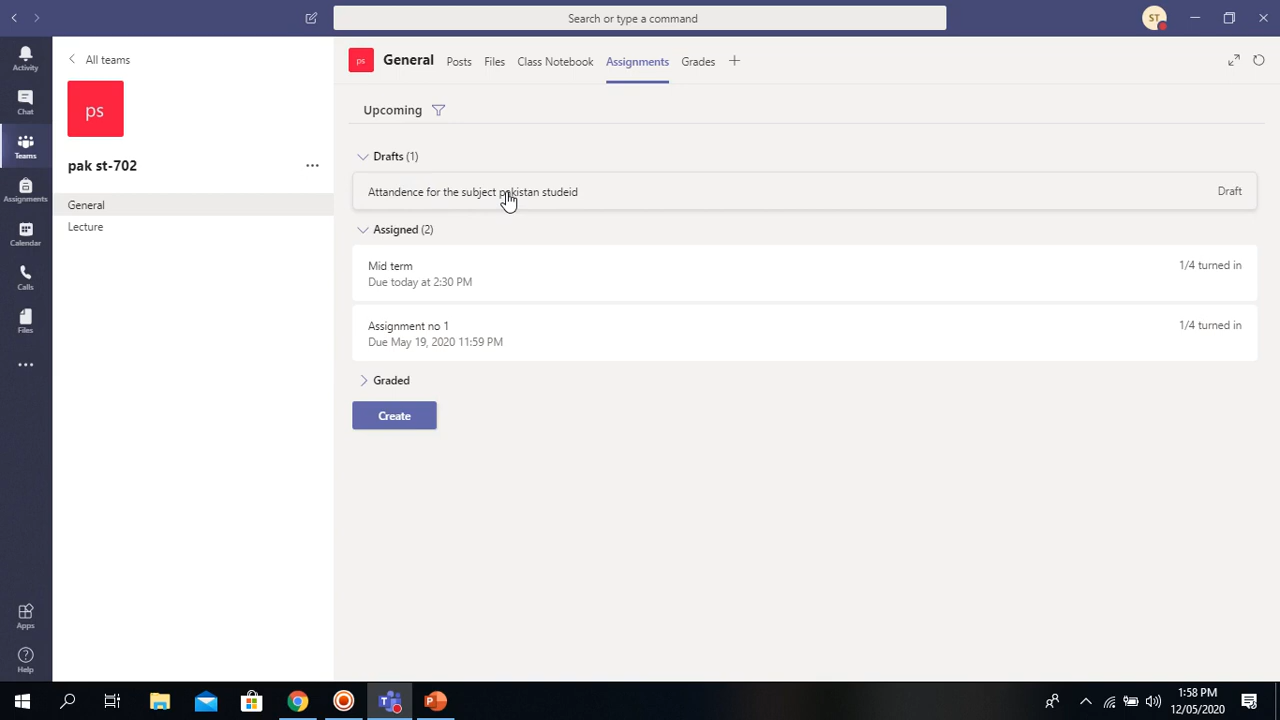 Search or type a command
ST
Activity
Chat
Teams
Assignments
Calendar
Calls
Files
Apps
Help
All teams
ps
pak st-702
General
Lecture
ps
General
Posts
Files
Class Notebook
Assignments
Grades
Upcoming
Drafts (1)
Attandence for the subject pakistan studeid
Draft
Assigned (2)
Mid term
1/4 turned in
Due today at 2:30 PM
Assignment no 1
1/4 turned in
Due May 19, 2020 11:59 PM
Graded
Create
1:58 PM
12/05/2020